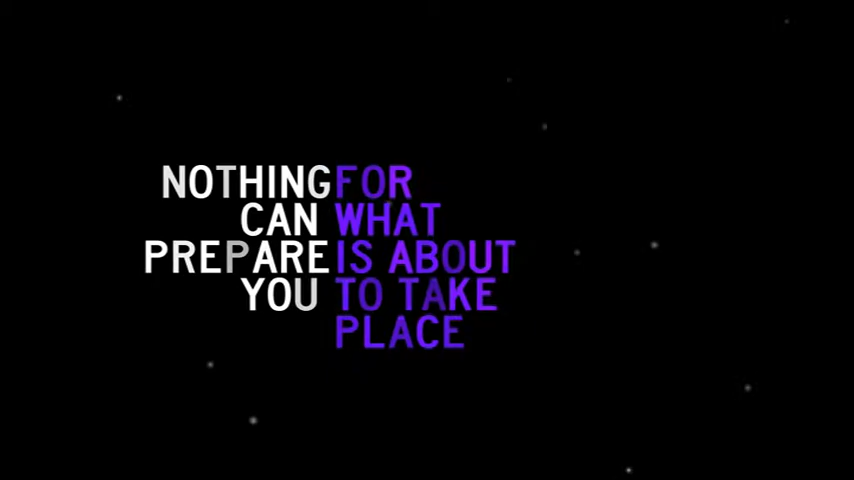 NOTHING
CAN
PREPARE
YOU
FOR
WHAT
IS ABOUT
TO TAKE
PLACE